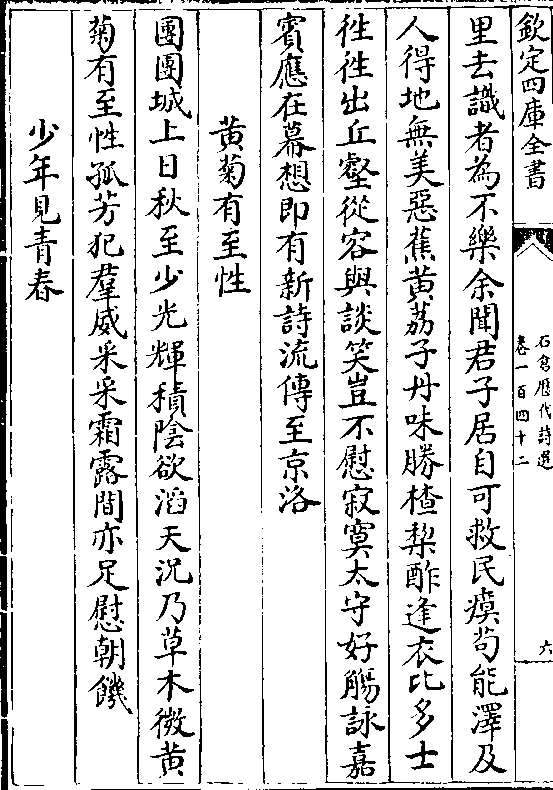 欽定四庫全書
石倉歷代詩選
卷一百四十二
六
里去識者為不樂余聞君子居自可救民瘼茍能澤及
人得地無美惡蕉黄荔子丹味勝楂梨酢逢衣比多士
徃徃出丘壑從容與談笑豈不慰寂寞太守好觴詠嘉
賓應在幕想即有新詩流傳至京洛
黄菊有至性
團團城上日秋至少光輝積陰欲滔天況乃草木微黄
菊有至性孤芳犯羣威采采霜露間亦足慰朝饑
少年見青春